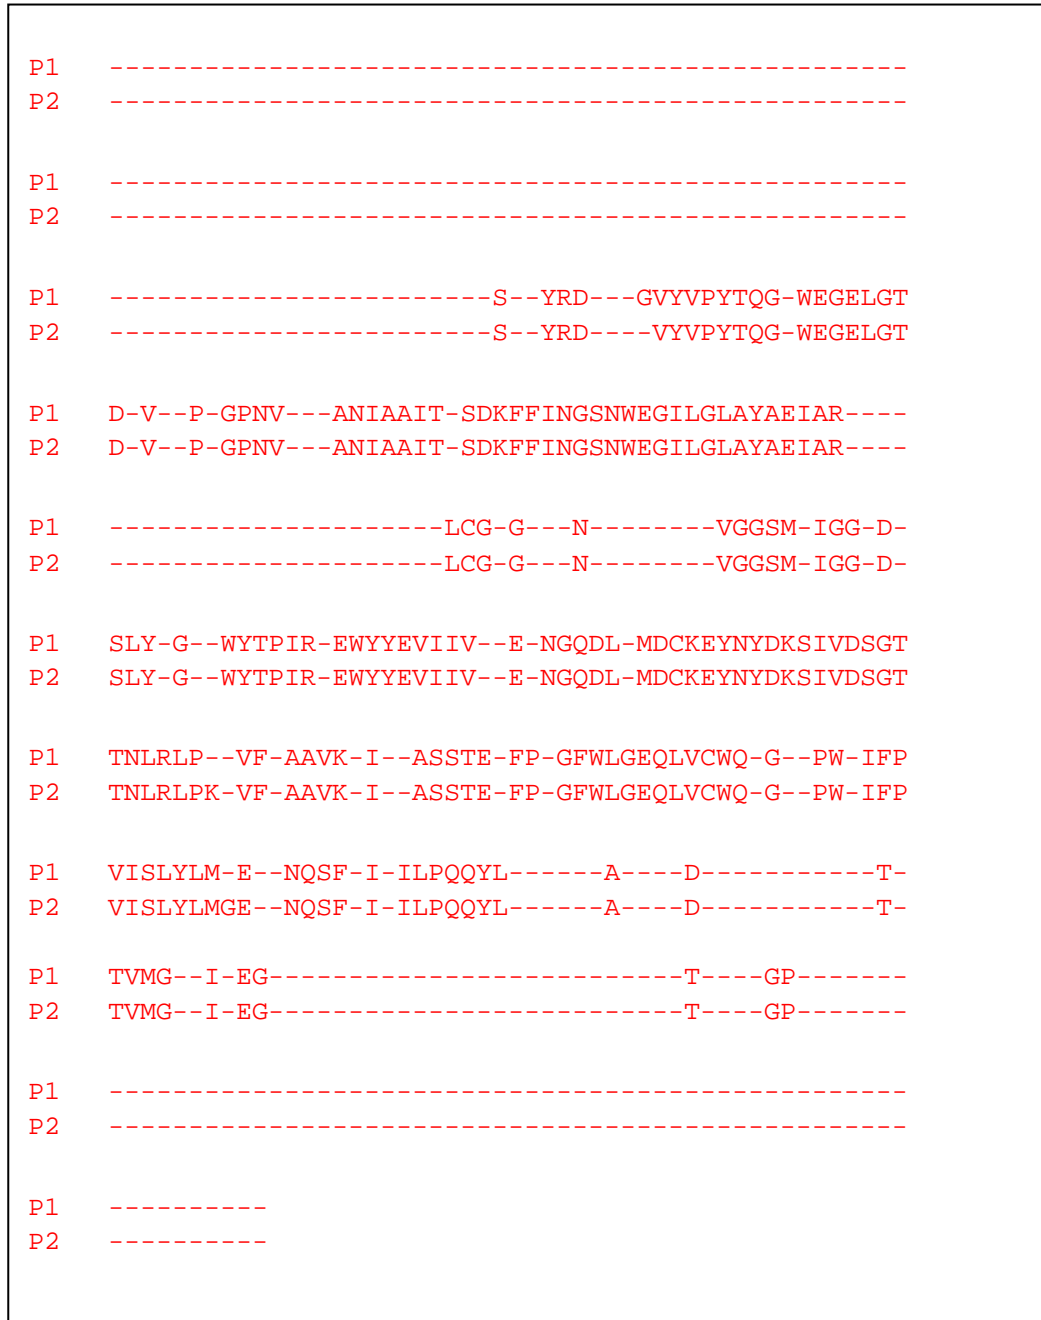 P1 --------------------------------------------------
P2 --------------------------------------------------
P1 --------------------------------------------------
P2 --------------------------------------------------
P1 ------------------------S--YRD---GVYVPYTQG-WEGELGT
P2 ------------------------S--YRD----VYVPYTQG-WEGELGT
P1 D-V--P-GPNV---ANIAAIT-SDKFFINGSNWEGILGLAYAEIAR----
P2 D-V--P-GPNV---ANIAAIT-SDKFFINGSNWEGILGLAYAEIAR----
P1 ---------------------LCG-G---N--------VGGSM-IGG-D-
P2 ---------------------LCG-G---N--------VGGSM-IGG-D-
P1 SLY-G--WYTPIR-EWYYEVIIV--E-NGQDL-MDCKEYNYDKSIVDSGT
P2 SLY-G--WYTPIR-EWYYEVIIV--E-NGQDL-MDCKEYNYDKSIVDSGT
P1 TNLRLP--VF-AAVK-I--ASSTE-FP-GFWLGEQLVCWQ-G--PW-IFP
P2 TNLRLPK-VF-AAVK-I--ASSTE-FP-GFWLGEQLVCWQ-G--PW-IFP
P1 VISLYLM-E--NQSF-I-ILPQQYL------A----D-----------T-
P2 VISLYLMGE--NQSF-I-ILPQQYL------A----D-----------T-
P1 TVMG--I-EG--------------------------T----GP-------
P2 TVMG--I-EG--------------------------T----GP-------
P1 --------------------------------------------------
P2 --------------------------------------------------
P1 ----------
P2 ----------